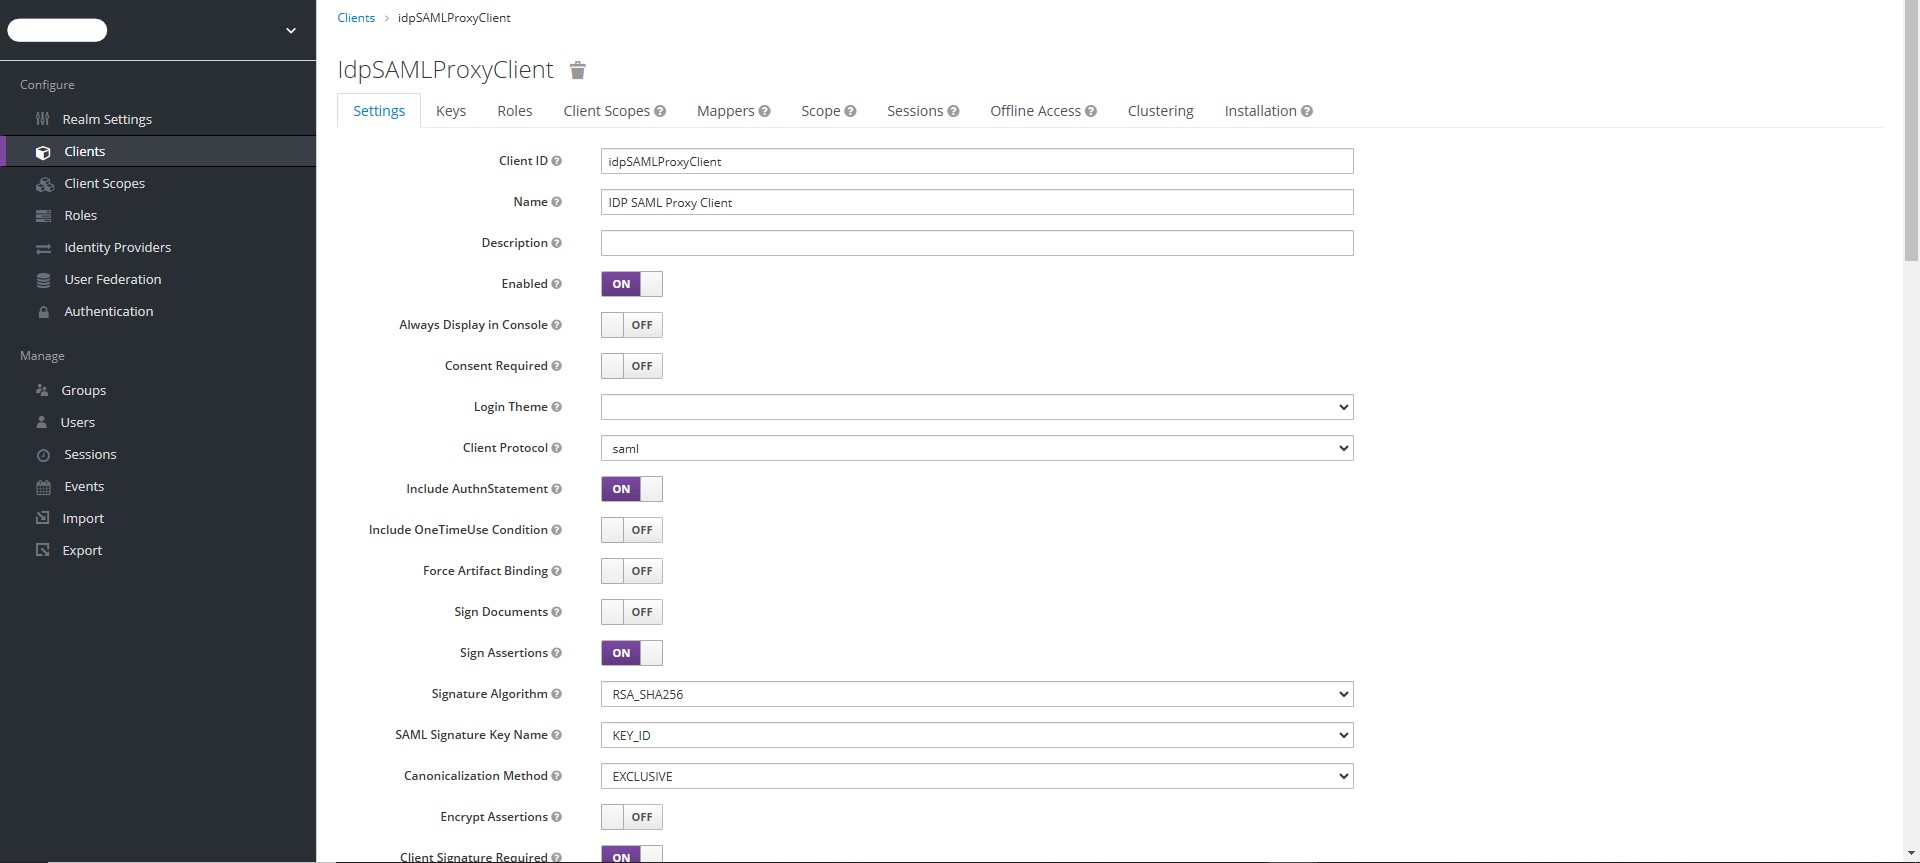 Clients › idpSAMLProxyClient
IdpSAMLProxyClient
Settings Keys Roles Client Scopes Mappers Scope Sessions Offline Access Clustering Installation
Configure
Realm Settings
Clients
Client Scopes
Roles
Identity Providers
User Federation
Authentication
Manage
Groups
Users
Sessions
Events
Import
Export
Client ID idpSAMLProxyClient
Name IDP SAML Proxy Client
Description
Enabled ON
Always Display in Console OFF
Consent Required OFF
Login Theme
Client Protocol saml
Include AuthnStatement ON
Include OneTimeUse Condition OFF
Force Artifact Binding OFF
Sign Documents OFF
Sign Assertions ON
Signature Algorithm RSA_SHA256
SAML Signature Key Name KEY_ID
Canonicalization Method EXCLUSIVE
Encrypt Assertions OFF
Client Signature Required ON